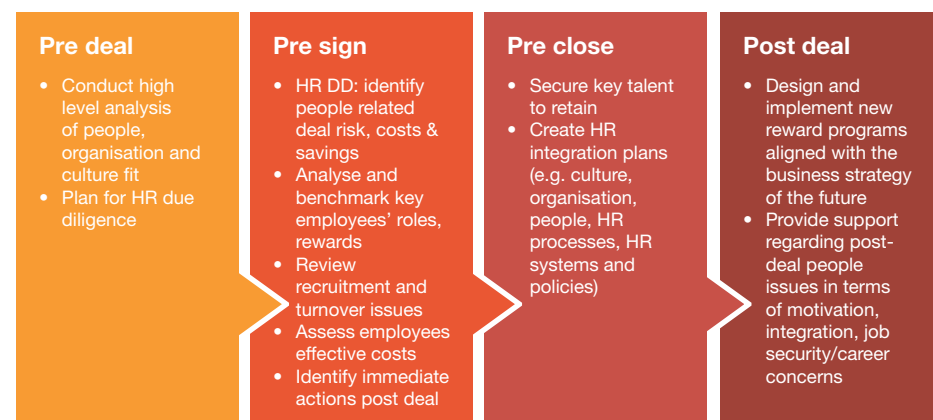 Pre deal
• Conduct high
level analysis
of people,
organisation and
culture fit
• Plan for HR due
diligence
Pre sign
• HR DD: identify
people related
deal risk, costs &
savings
• Analyse and
benchmark key
employees’ roles,
rewards
• Review
recruitment and
turnover issues
• Assess employees
effective costs
• Identify immediate
actions post deal
Pre close
• Secure key talent
to retain
• Create HR
integration plans
(e.g. culture,
organisation,
people, HR
processes, HR
systems and
policies)
Post deal
• Design and
implement new
reward programs
aligned with the
business strategy
of the future
• Provide support
regarding post-
deal people
issues in terms
of motivation,
integration, job
security/career
concerns